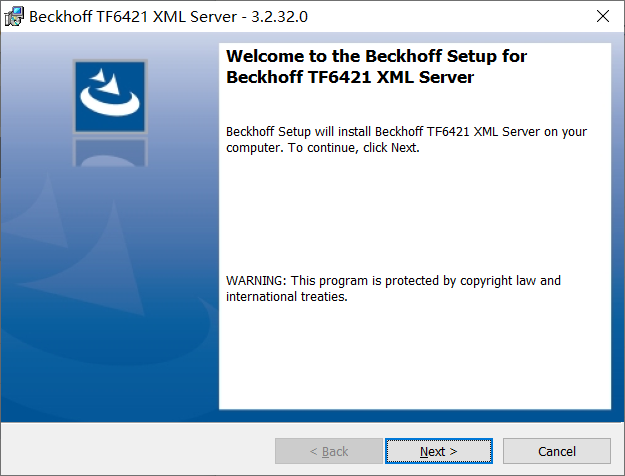 Beckhoff TF6421 XML Server - 3.2.32.0
Welcome to the Beckhoff Setup for
Beckhoff TF6421 XML Server
Beckhoff Setup will install Beckhoff TF6421 XML Server on your
computer. To continue, click Next.
WARNING: This program is protected by copyright law and
international treaties.
< Back
Next >
Cancel